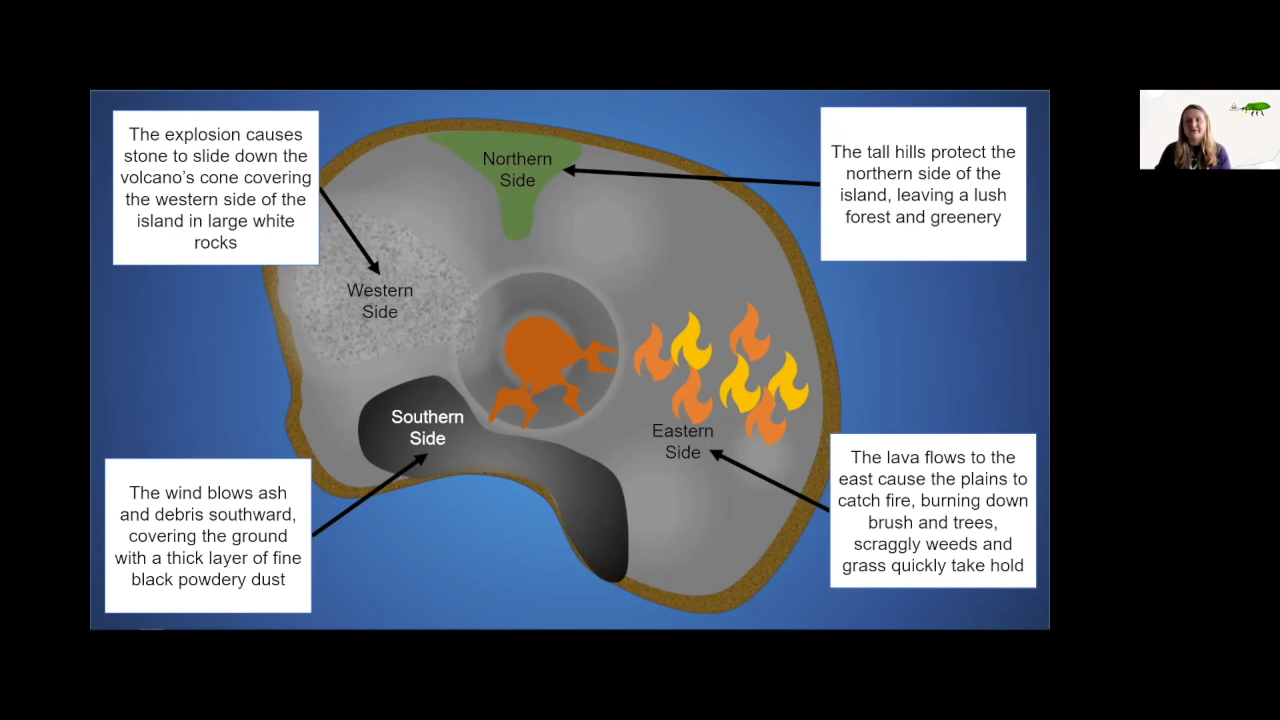 The explosion causes
stone to slide down the
volcano's cone covering
the western side of the
island in large white
rocks
Northern
Side
The tall hills protect the
northern side of the
island, leaving a lush
forest and greenery
Western
Side
Southern
Side
Eastern
Side
The wind blows ash
and debris southward,
covering the ground
with a thick layer of fine
black powdery dust
The lava flows to the
east cause the plains to
catch fire, burning down
brush and trees,
scraggly weeds and
grass quickly take hold